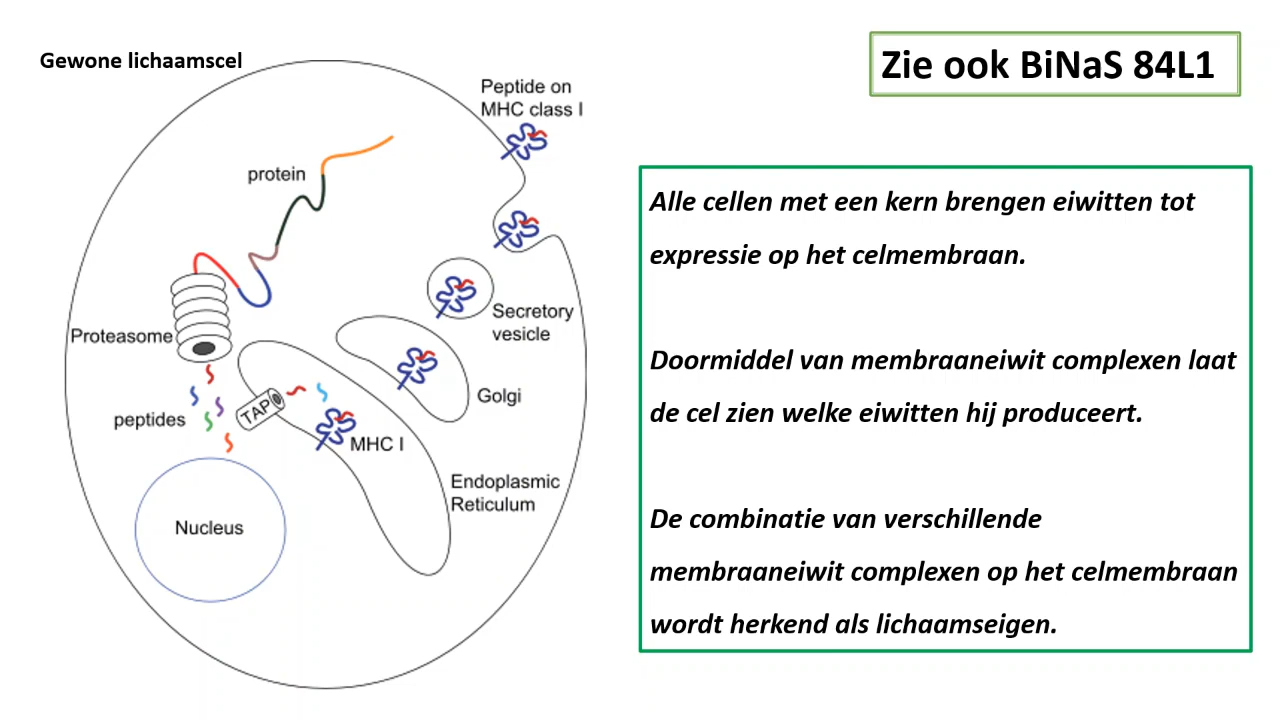 Gewone lichaamscel
Zie ook BiNaS 84L1
Peptide on
MHC class I
protein
Proteasome
Secretory
vesicle
peptides
TAP
Golgi
MHC I
Endoplasmic
Reticulum
Nucleus
Alle cellen met een kern brengen eiwitten tot
expressie op het celmembraan.
Doormiddel van membraaneiwit complexen laat
de cel zien welke eiwitten hij produceert.
De combinatie van verschillende
membraaneiwit complexen op het celmembraan
wordt herkend als lichaamseigen.